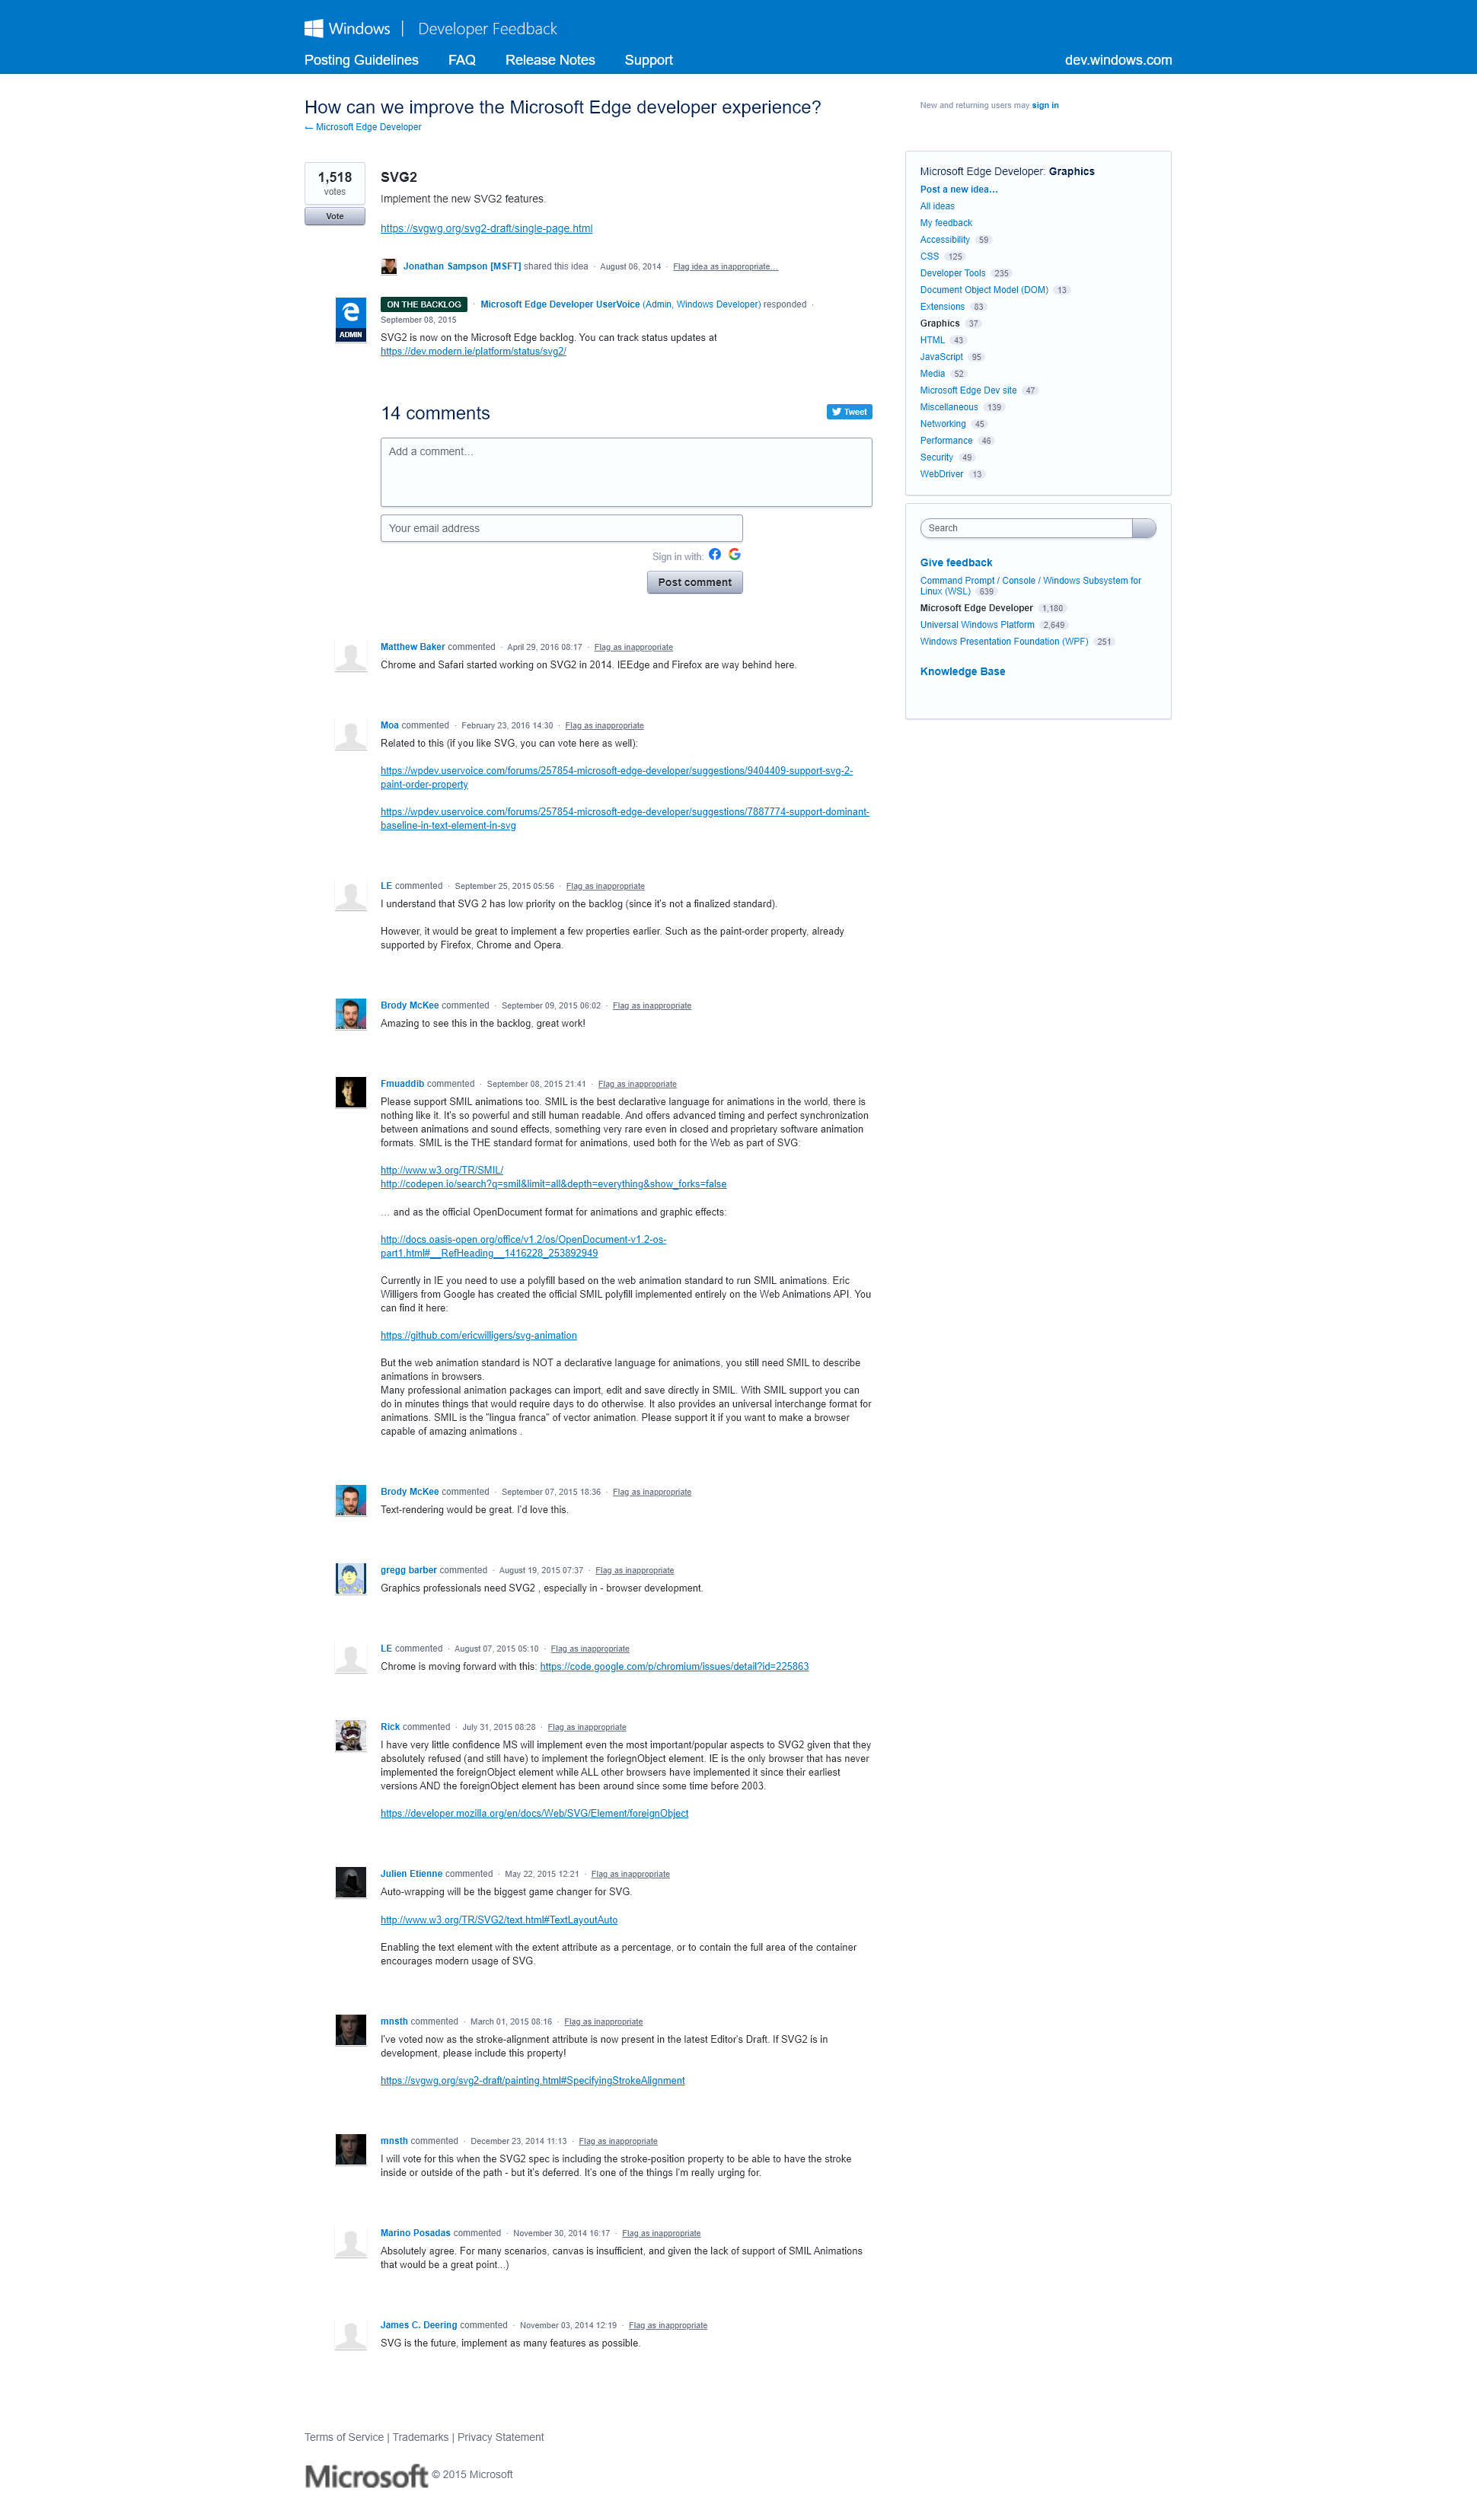 Windows | Developer Feedback
Posting Guidelines FAQ Release Notes Support dev.windows.com
How can we improve the Microsoft Edge developer experience?
← Microsoft Edge Developer
New and returning users may sign in
1,518
votes
Vote
SVG2
Implement the new SVG2 features.
https://svgwg.org/svg2-draft/single-page.html
Jonathan Sampson [MSFT] shared this idea · August 06, 2014 · Flag idea as inappropriate…
ADMIN
ON THE BACKLOG · Microsoft Edge Developer UserVoice (Admin, Windows Developer) responded ·
September 08, 2015
SVG2 is now on the Microsoft Edge backlog. You can track status updates at
https://dev.modern.ie/platform/status/svg2/
14 comments
Tweet
Add a comment…
Your email address
Sign in with:
Post comment
Matthew Baker commented · April 29, 2016 08:17 · Flag as inappropriate
Chrome and Safari started working on SVG2 in 2014. IEEdge and Firefox are way behind here.
Moa commented · February 23, 2016 14:30 · Flag as inappropriate
Related to this (if you like SVG, you can vote here as well):
https://wpdev.uservoice.com/forums/257854-microsoft-edge-developer/suggestions/9404409-support-svg-2-
paint-order-property
https://wpdev.uservoice.com/forums/257854-microsoft-edge-developer/suggestions/7887774-support-dominant-
baseline-in-text-element-in-svg
LE commented · September 25, 2015 05:56 · Flag as inappropriate
I understand that SVG 2 has low priority on the backlog (since it's not a finalized standard).
However, it would be great to implement a few properties earlier. Such as the paint-order property, already
supported by Firefox, Chrome and Opera.
Brody McKee commented · September 09, 2015 06:02 · Flag as inappropriate
Amazing to see this in the backlog, great work!
Fmuaddib commented · September 08, 2015 21:41 · Flag as inappropriate
Please support SMIL animations too. SMIL is the best declarative language for animations in the world, there is
nothing like it. It's so powerful and still human readable. And offers advanced timing and perfect synchronization
between animations and sound effects, something very rare even in closed and proprietary software animation
formats. SMIL is the THE standard format for animations, used both for the Web as part of SVG:
http://www.w3.org/TR/SMIL/
http://codepen.io/search?q=smil&limit=all&depth=everything&show_forks=false
… and as the official OpenDocument format for animations and graphic effects:
http://docs.oasis-open.org/office/v1.2/os/OpenDocument-v1.2-os-
part1.html#__RefHeading__1416228_253892949
Currently in IE you need to use a polyfill based on the web animation standard to run SMIL animations. Eric
Willigers from Google has created the official SMIL polyfill implemented entirely on the Web Animations API. You
can find it here:
https://github.com/ericwilligers/svg-animation
But the web animation standard is NOT a declarative language for animations, you still need SMIL to describe
animations in browsers.
Many professional animation packages can import, edit and save directly in SMIL. With SMIL support you can
do in minutes things that would require days to do otherwise. It also provides an universal interchange format for
animations. SMIL is the "lingua franca" of vector animation. Please support it if you want to make a browser
capable of amazing animations .
Brody McKee commented · September 07, 2015 18:36 · Flag as inappropriate
Text-rendering would be great. I'd love this.
gregg barber commented · August 19, 2015 07:37 · Flag as inappropriate
Graphics professionals need SVG2 , especially in - browser development.
LE commented · August 07, 2015 05:10 · Flag as inappropriate
Chrome is moving forward with this: https://code.google.com/p/chromium/issues/detail?id=225863
Rick commented · July 31, 2015 08:28 · Flag as inappropriate
I have very little confidence MS will implement even the most important/popular aspects to SVG2 given that they
absolutely refused (and still have) to implement the foriegnObject element. IE is the only browser that has never
implemented the foreignObject element while ALL other browsers have implemented it since their earliest
versions AND the foreignObject element has been around since some time before 2003.
https://developer.mozilla.org/en/docs/Web/SVG/Element/foreignObject
Julien Etienne commented · May 22, 2015 12:21 · Flag as inappropriate
Auto-wrapping will be the biggest game changer for SVG.
http://www.w3.org/TR/SVG2/text.html#TextLayoutAuto
Enabling the text element with the extent attribute as a percentage, or to contain the full area of the container
encourages modern usage of SVG.
mnsth commented · March 01, 2015 08:16 · Flag as inappropriate
I've voted now as the stroke-alignment attribute is now present in the latest Editor's Draft. If SVG2 is in
development, please include this property!
https://svgwg.org/svg2-draft/painting.html#SpecifyingStrokeAlignment
mnsth commented · December 23, 2014 11:13 · Flag as inappropriate
I will vote for this when the SVG2 spec is including the stroke-position property to be able to have the stroke
inside or outside of the path - but it's deferred. It's one of the things I'm really urging for.
Marino Posadas commented · November 30, 2014 16:17 · Flag as inappropriate
Absolutely agree. For many scenarios, canvas is insufficient, and given the lack of support of SMIL Animations
that would be a great point...)
James C. Deering commented · November 03, 2014 12:19 · Flag as inappropriate
SVG is the future, implement as many features as possible.
Microsoft Edge Developer: Graphics
Post a new idea…
All ideas
My feedback
Accessibility 59
CSS 125
Developer Tools 235
Document Object Model (DOM) 13
Extensions 83
Graphics 37
HTML 43
JavaScript 95
Media 52
Microsoft Edge Dev site 47
Miscellaneous 139
Networking 45
Performance 46
Security 49
WebDriver 13
Search
Give feedback
Command Prompt / Console / Windows Subsystem for
Linux (WSL) 639
Microsoft Edge Developer 1,180
Universal Windows Platform 2,649
Windows Presentation Foundation (WPF) 251
Knowledge Base
Terms of Service | Trademarks | Privacy Statement
Microsoft © 2015 Microsoft